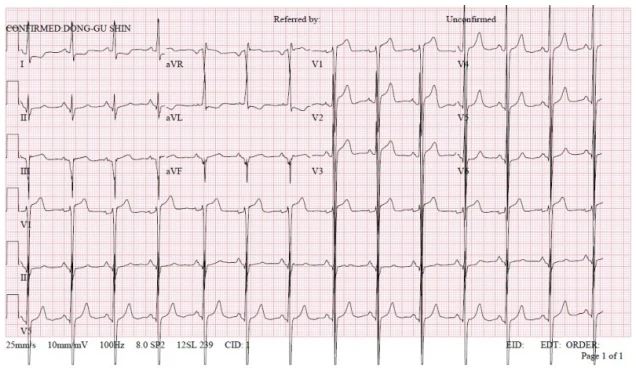 Referred by: Unconfirmed
CONFIRMED:DONG-GU SHIN
I aVR V1 V4
II aVL V2 V5
III aVF V3 V6
V1
II
V5
25mm/s 10mm/mV 100Hz 8.0 SP2 12SL 239 CID: 1 EID: EDT: ORDER:
Page 1 of 1